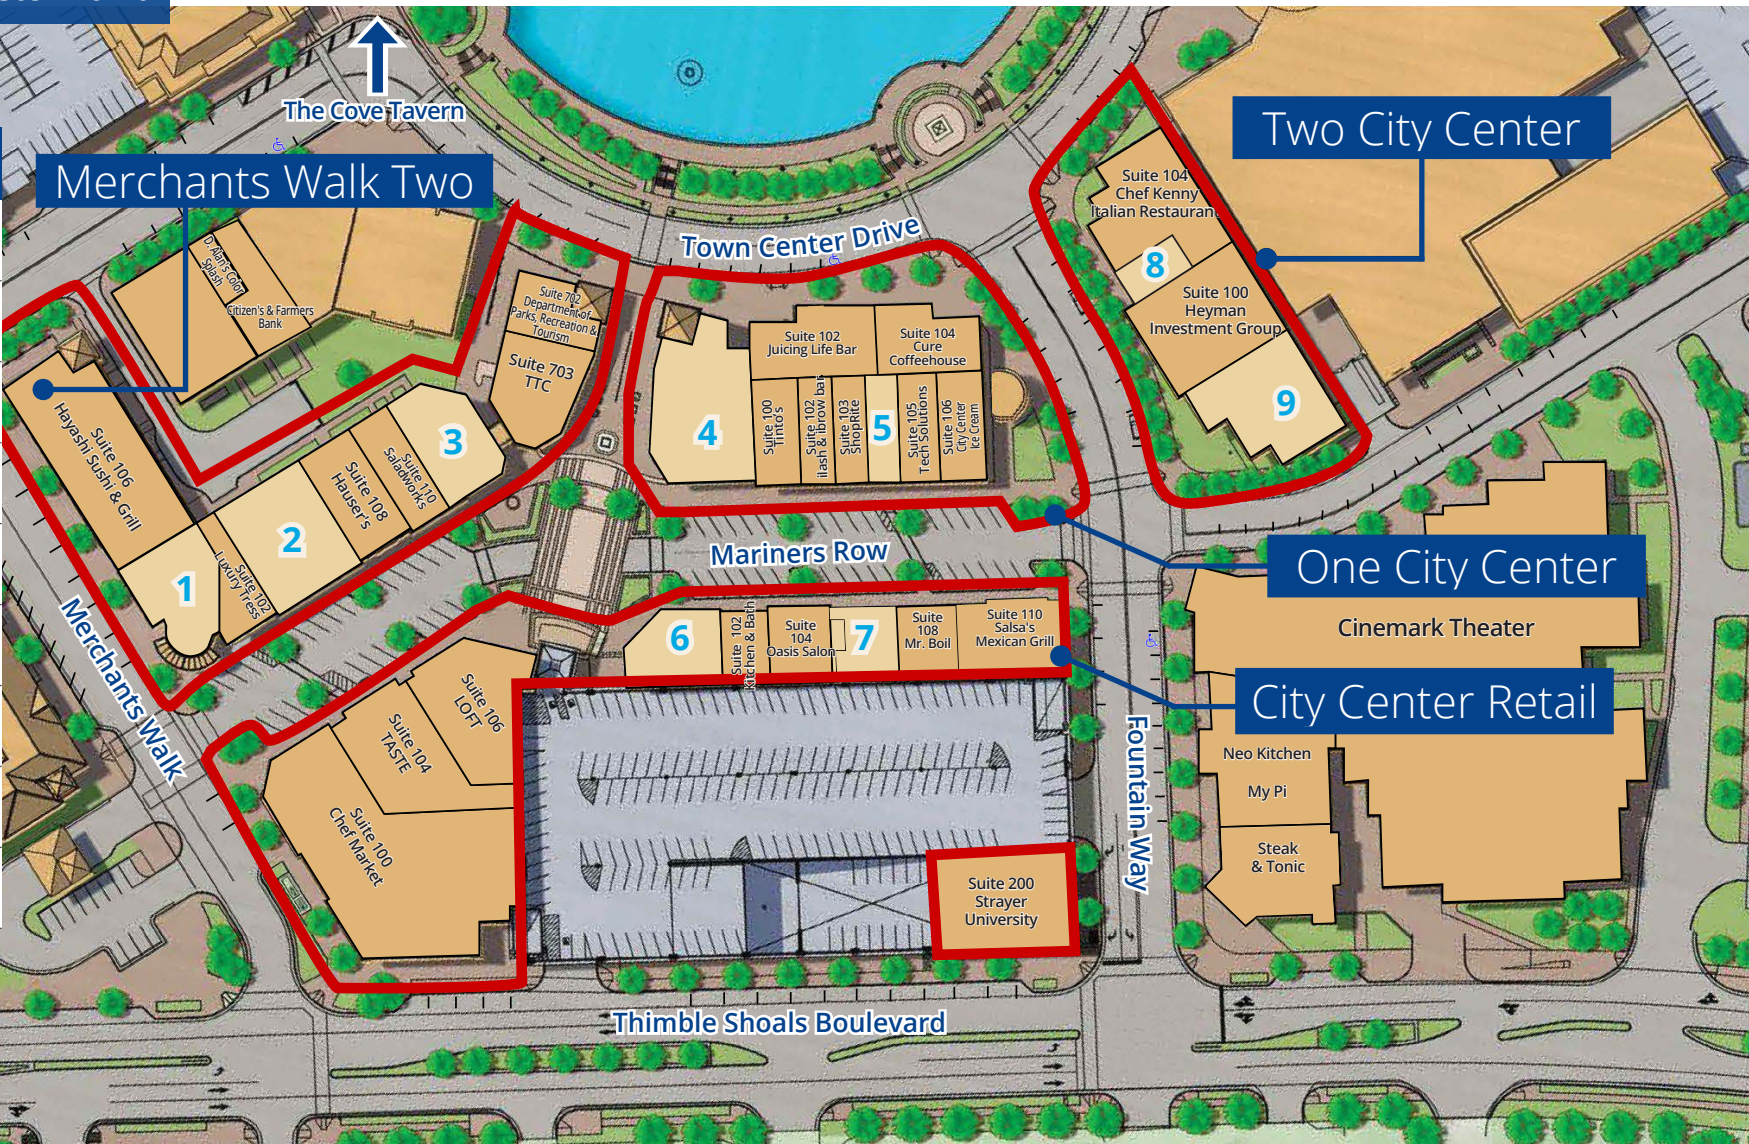 The Cove Tavern
Merchants Walk Two
Two City Center
Town Center Drive
Suite 104
Chef Kenny
Italian Restaurant
8
Suite 100
Heyman
Investment Group
9
D. Alan's Color
Splash
Citizen's & Farmers
Bank
Suite 702
Department of
Parks, Recreation &
Tourism
Suite 703
TTC
Suite 102
Juicing Life Bar
Suite 104
Cure
Coffeehouse
4
Suite 100
Tinto's
Suite 102
ilash & ibrow bar
Suite 103
Shopbite
5
Suite 105
Tech Solutions
Suite 106
City Center
Ice Cream
Suite 106
Hayashi Sushi & Grill
1
Suite 102
Luxury Tress
2
Suite 108
Hauser's
Suite 110
Saladworks
3
Mariners Row
One City Center
Cinemark Theater
City Center Retail
6
Suite 102
Kitchen & Bath
Suite
104
Oasis Salon
7
Suite
108
Mr. Boil
Suite 110
Salsa's
Mexican Grill
Merchants Walk
Suite 106
LOFT
Suite 104
TASTE
Suite 100
Chef Market
Fountain Way
Neo Kitchen
My Pi
Steak
& Tonic
Suite 200
Strayer
University
Thimble Shoals Boulevard